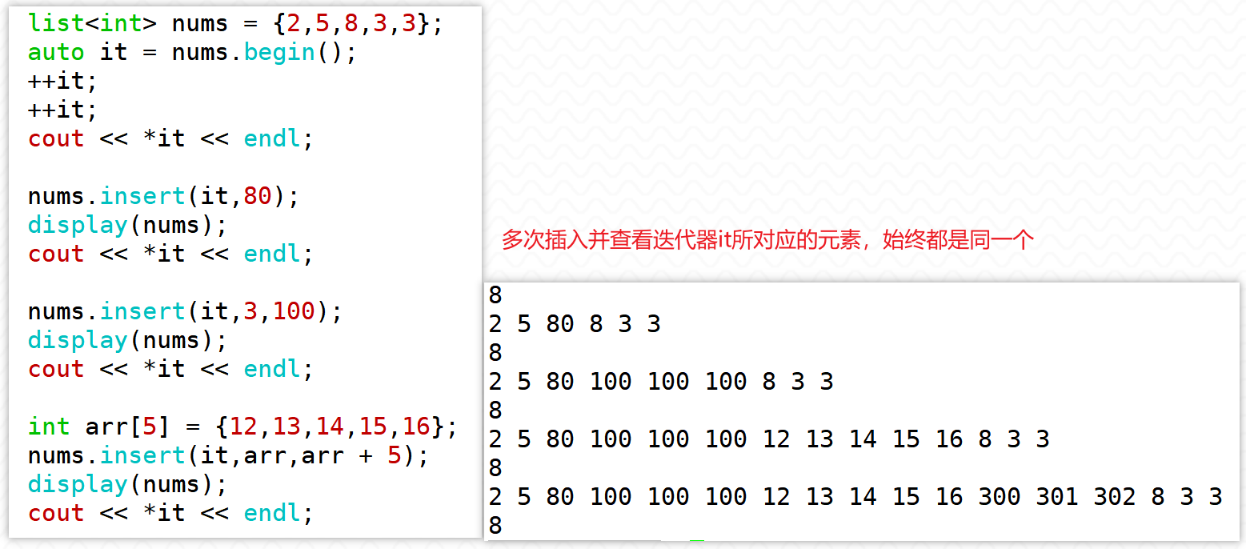 list<int> nums = {2,5,8,3,3};
auto it = nums.begin();
++it;
++it;
cout << *it << endl;
nums.insert(it,80);
display(nums);
cout << *it << endl;
nums.insert(it,3,100);
display(nums);
cout << *it << endl;
int arr[5] = {12,13,14,15,16};
nums.insert(it,arr,arr + 5);
display(nums);
cout << *it << endl;
多次插入并查看迭代器it所对应的元素，始终都是同一个
8
2 5 80 8 3 3
8
2 5 80 100 100 100 8 3 3
8
2 5 80 100 100 100 12 13 14 15 16 8 3 3
8
2 5 80 100 100 100 12 13 14 15 16 300 301 302 8 3 3
8